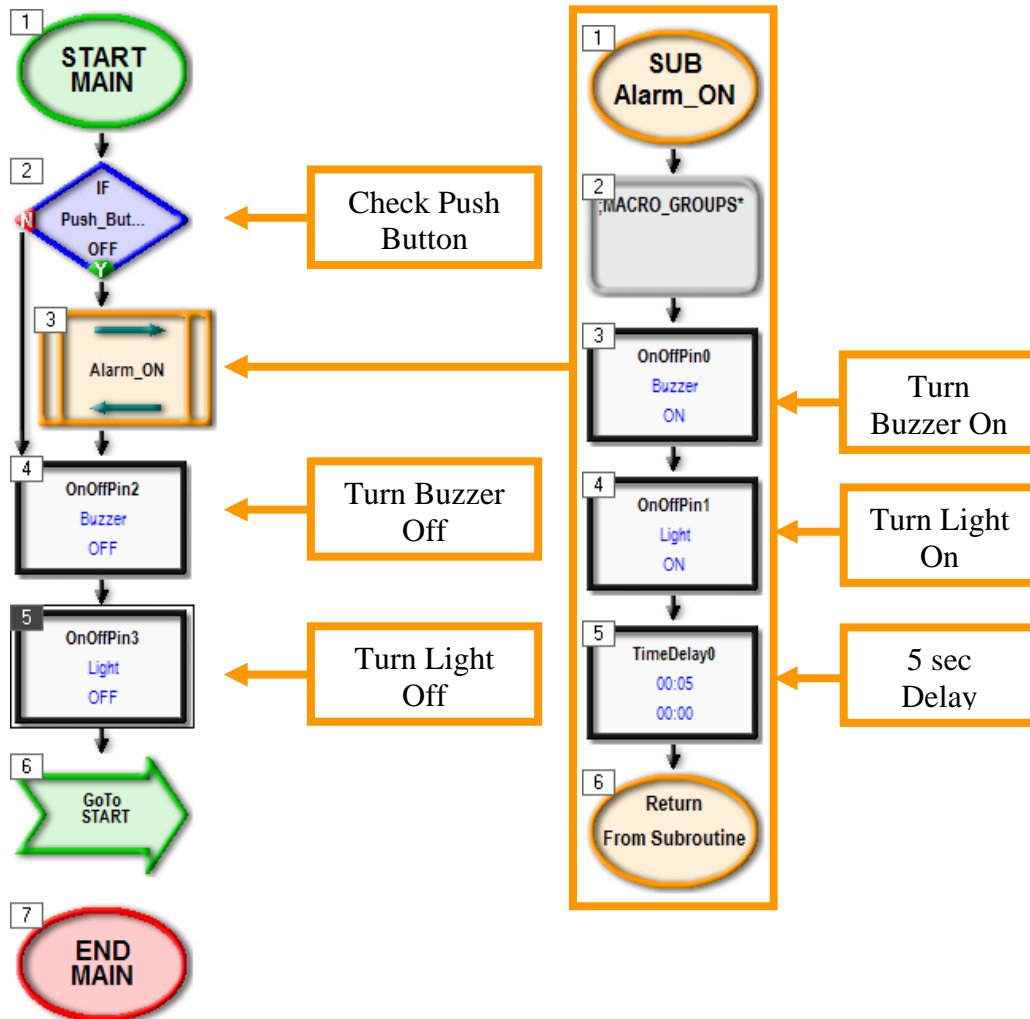 1
START
MAIN
2
IF
Push_But...
OFF
N
Y
3
Alarm_ON
4
OnOffPin2
Buzzer
OFF
5
OnOffPin3
Light
OFF
6
GoTo
START
7
END
MAIN
Check Push
Button
Turn Buzzer
Off
Turn Light
Off
1
SUB
Alarm_ON
2
;MACRO_GROUPS*
3
OnOffPin0
Buzzer
ON
4
OnOffPin1
Light
ON
5
TimeDelay0
00:05
00:00
6
Return
From Subroutine
Turn
Buzzer On
Turn Light
On
5 sec
Delay